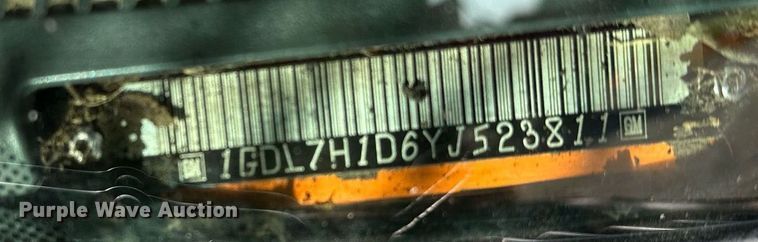 1GDL7H1D6YJ523811 GM
Purple Wave Auction